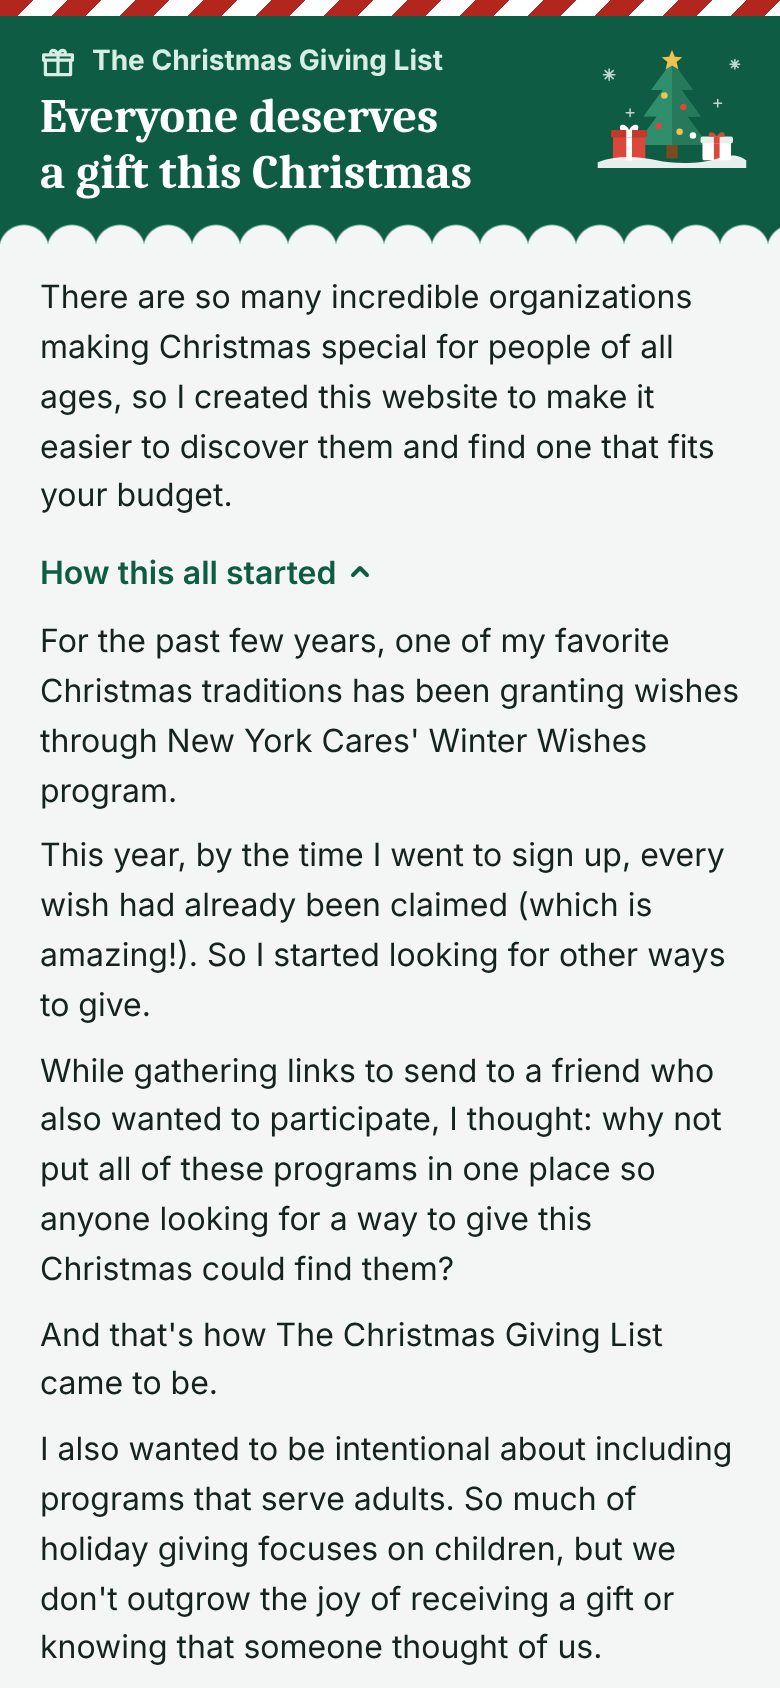 The Christmas Giving List
Everyone deserves
a gift this Christmas
There are so many incredible organizations
making Christmas special for people of all
ages, so I created this website to make it
easier to discover them and find one that fits
your budget.
How this all started
For the past few years, one of my favorite
Christmas traditions has been granting wishes
through New York Cares' Winter Wishes
program.
This year, by the time I went to sign up, every
wish had already been claimed (which is
amazing!). So I started looking for other ways
to give.
While gathering links to send to a friend who
also wanted to participate, I thought: why not
put all of these programs in one place so
anyone looking for a way to give this
Christmas could find them?
And that's how The Christmas Giving List
came to be.
I also wanted to be intentional about including
programs that serve adults. So much of
holiday giving focuses on children, but we
don't outgrow the joy of receiving a gift or
knowing that someone thought of us.